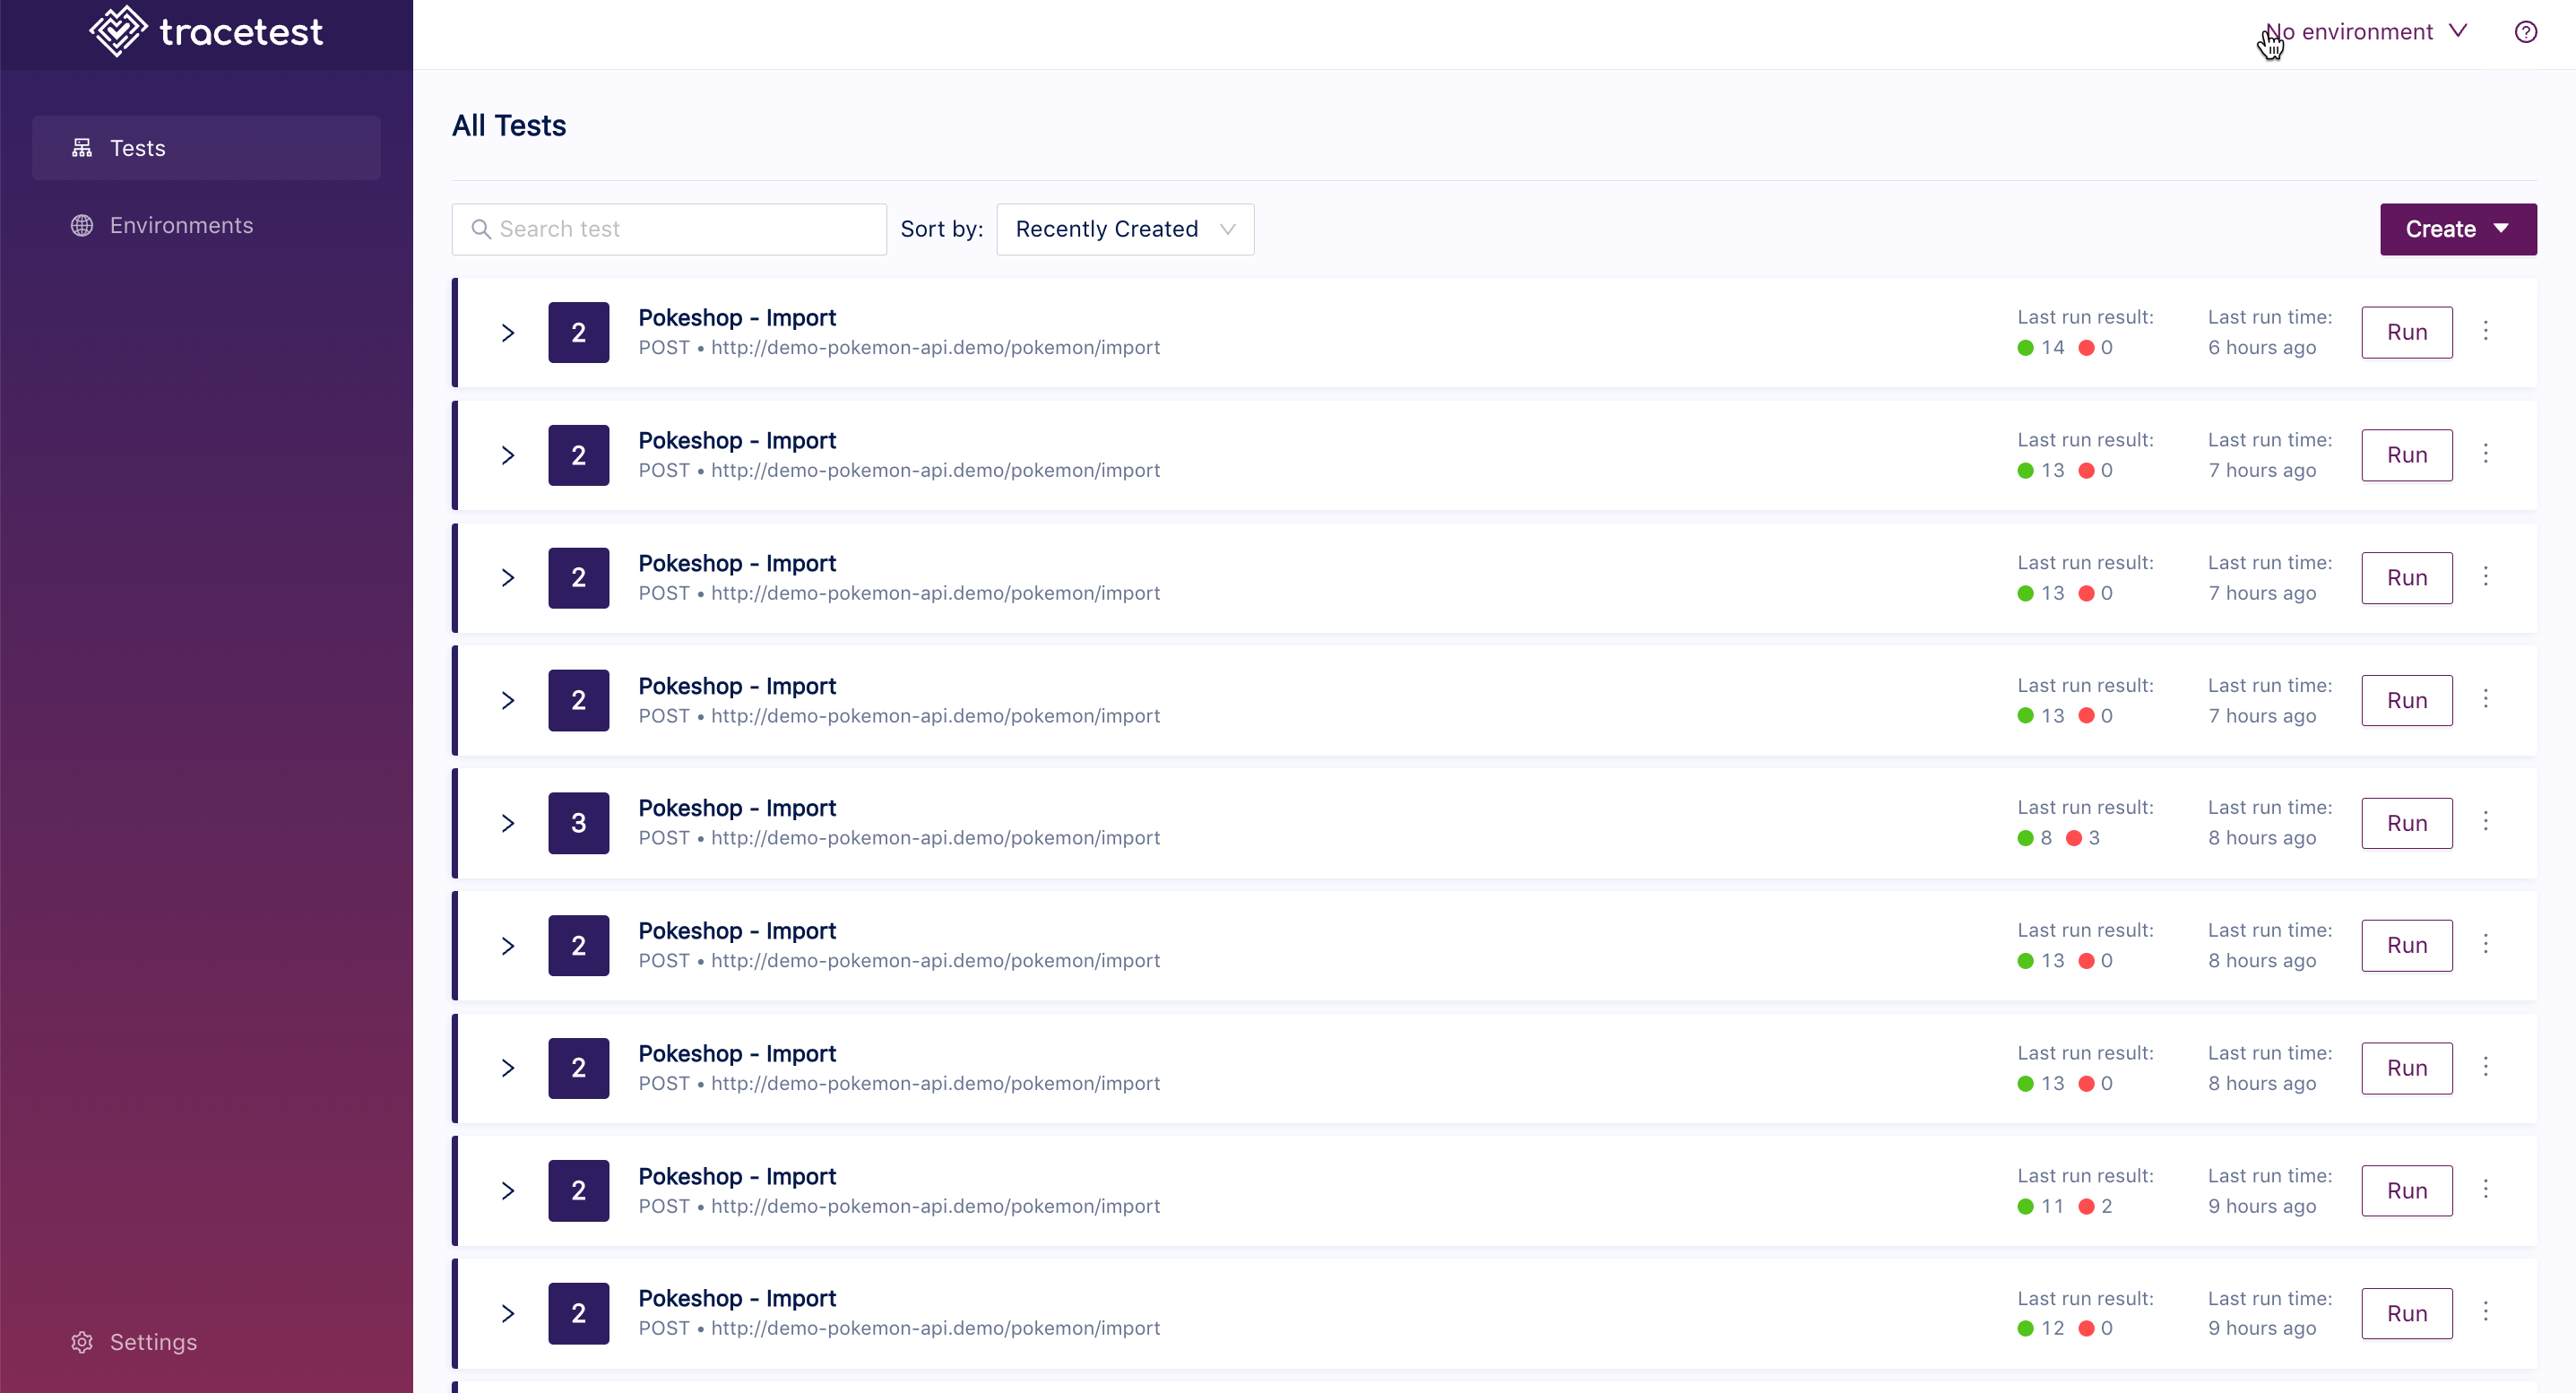 tracetest
No environment
Tests
Environments
Settings
All Tests
Search test
Sort by:
Recently Created
Create
2
Pokeshop - Import
POST • http://demo-pokemon-api.demo/pokemon/import
Last run result:
14 0
Last run time:
6 hours ago
Run
2
Pokeshop - Import
POST • http://demo-pokemon-api.demo/pokemon/import
Last run result:
13 0
Last run time:
7 hours ago
Run
2
Pokeshop - Import
POST • http://demo-pokemon-api.demo/pokemon/import
Last run result:
13 0
Last run time:
7 hours ago
Run
2
Pokeshop - Import
POST • http://demo-pokemon-api.demo/pokemon/import
Last run result:
13 0
Last run time:
7 hours ago
Run
3
Pokeshop - Import
POST • http://demo-pokemon-api.demo/pokemon/import
Last run result:
8 3
Last run time:
8 hours ago
Run
2
Pokeshop - Import
POST • http://demo-pokemon-api.demo/pokemon/import
Last run result:
13 0
Last run time:
8 hours ago
Run
2
Pokeshop - Import
POST • http://demo-pokemon-api.demo/pokemon/import
Last run result:
13 0
Last run time:
8 hours ago
Run
2
Pokeshop - Import
POST • http://demo-pokemon-api.demo/pokemon/import
Last run result:
11 2
Last run time:
9 hours ago
Run
2
Pokeshop - Import
POST • http://demo-pokemon-api.demo/pokemon/import
Last run result:
12 0
Last run time:
9 hours ago
Run